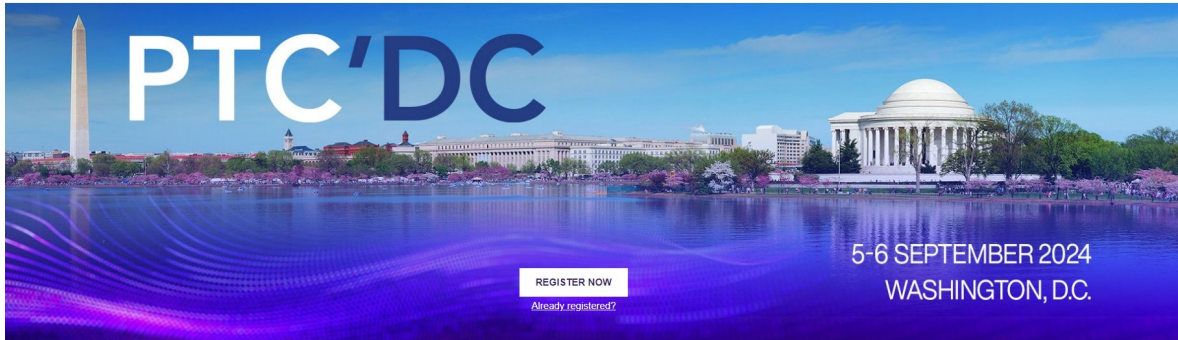 PTC'DC
5-6 SEPTEMBER 2024
WASHINGTON, D.C.
REGISTER NOW
Already registered?